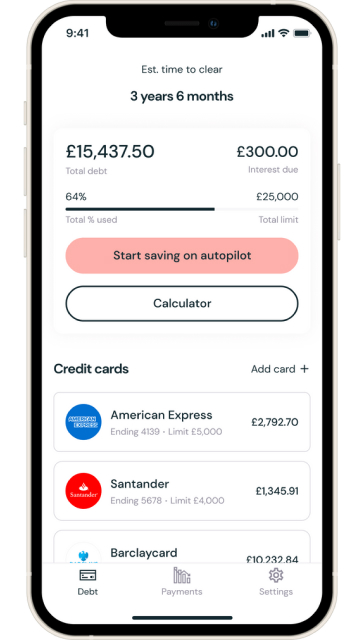 9:41
Est. time to clear
3 years 6 months
£15,437.50 £300.00
Total debt Interest due
64% £25,000
Total % used Total limit
Start saving on autopilot
Calculator
Credit cards Add card +
AMERICAN EXPRESS
American Express
Ending 4139 • Limit £5,000
£2,792.70
Santander
Santander
Ending 5678 • Limit £4,000
£1,345.91
Barclaycard
£10,232.84
Debt Payments Settings